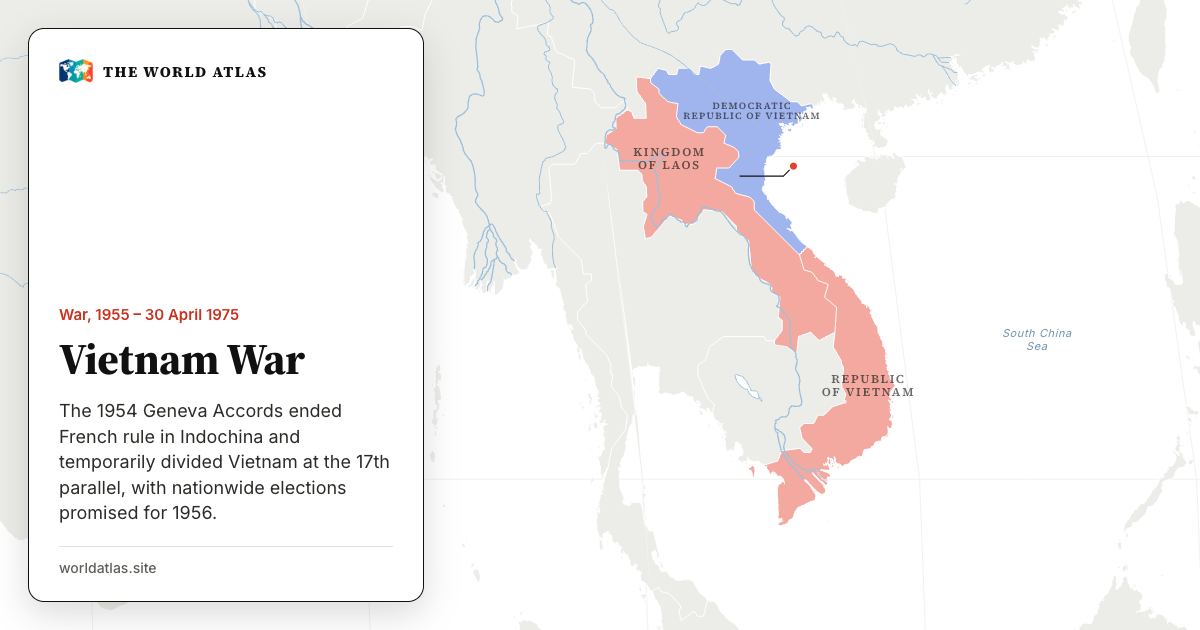 THE WORLD ATLAS
War, 1955 – 30 April 1975
Vietnam War
The 1954 Geneva Accords ended
French rule in Indochina and
temporarily divided Vietnam at the 17th
parallel, with nationwide elections
promised for 1956.
worldatlas.site
DEMOCRATIC
REPUBLIC OF VIETNAM
KINGDOM
OF LAOS
South China
Sea
REPUBLIC
OF VIETNAM